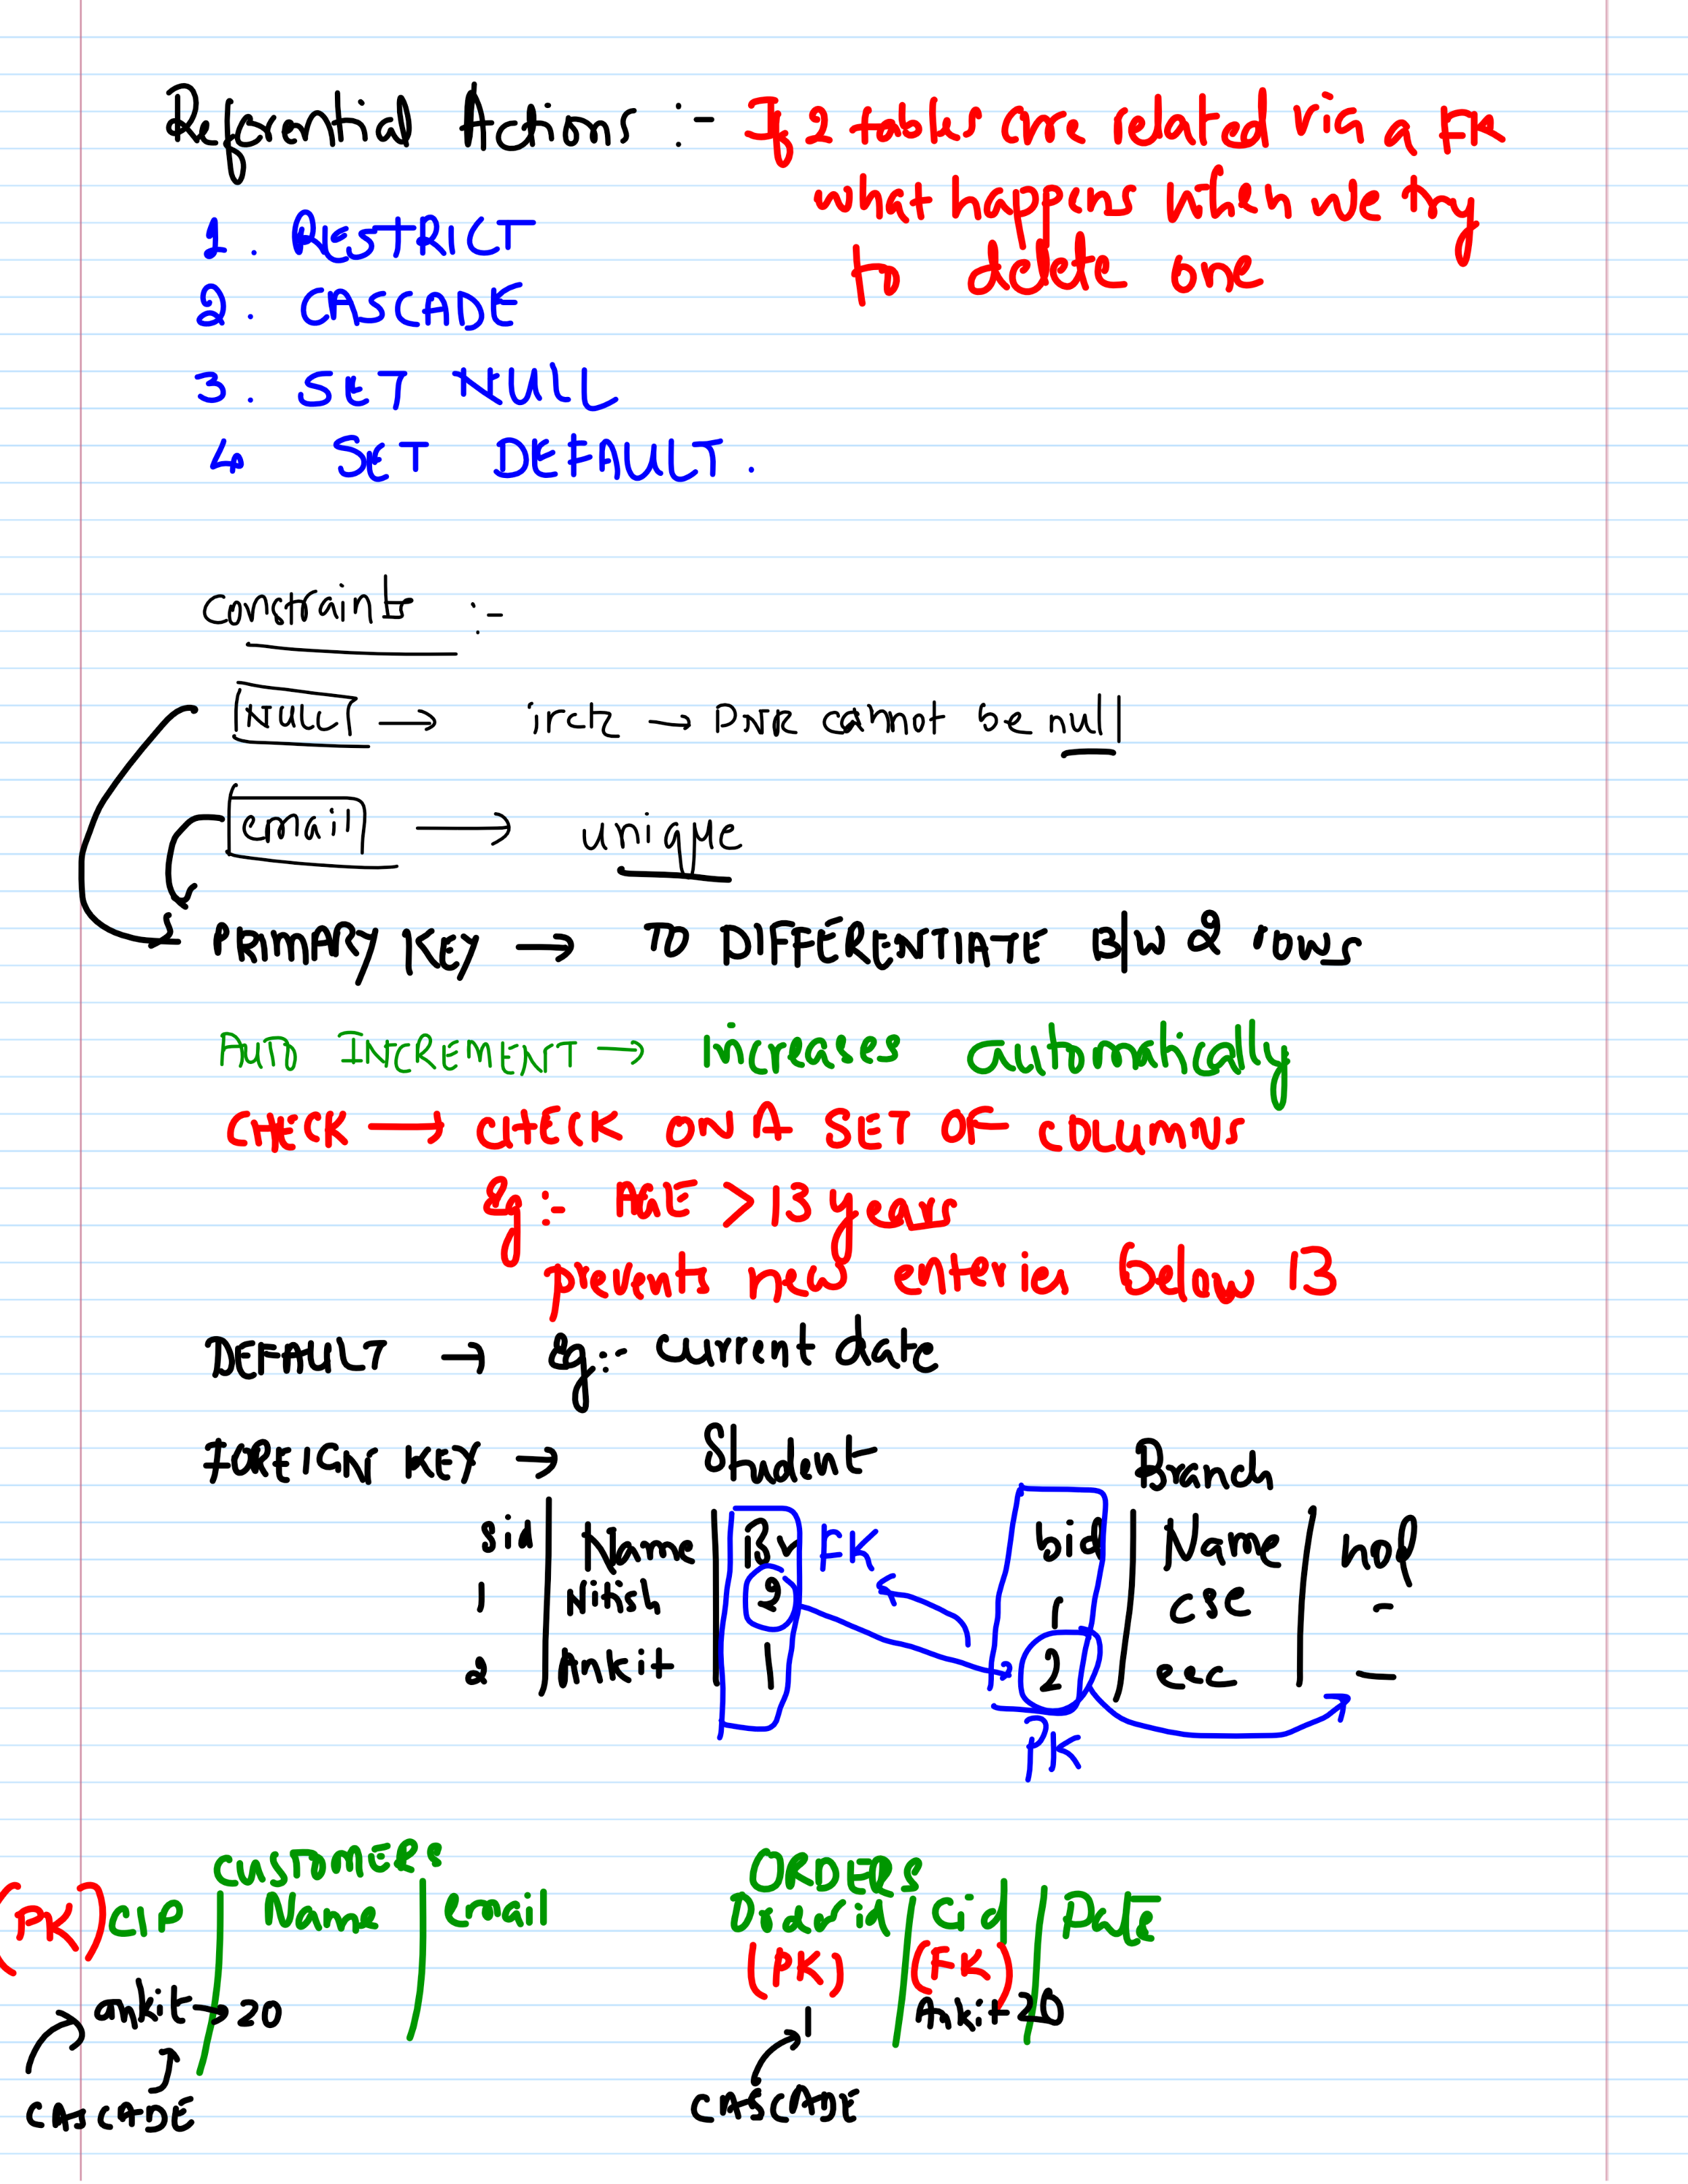 Referential Actions :- If 2 tables are related via a FK
what happens when we try
to delete one
1. RESTRICT
2. CASCADE
3. SET NULL
4 SET DEFAULT.
Constraints :-
NULL → irctc → PNR cannot be null
email → unique
PRIMARY KEY → TO DIFFERENTIATE B/W 2 rows
AUTO INCREMENT → increases automatically
CHECK → CHECK ON A SET OF COLUMNS
Eg:- AGE > 13 years
prevents new enteries below 13
DEFAULT → Eg:- current date
FOREIGN KEY → Student Branch
sid Name Br FK bid Name hod
1 Nitish 2 1 CSE -
2 Ankit 1 2 eec —
PK
CUSTOMERS ORDERS
(PK) CID Name email Orderid Cid Date
(PK) (FK)
ankit → 20 1 Ankit 20
CASCADE CASCADE